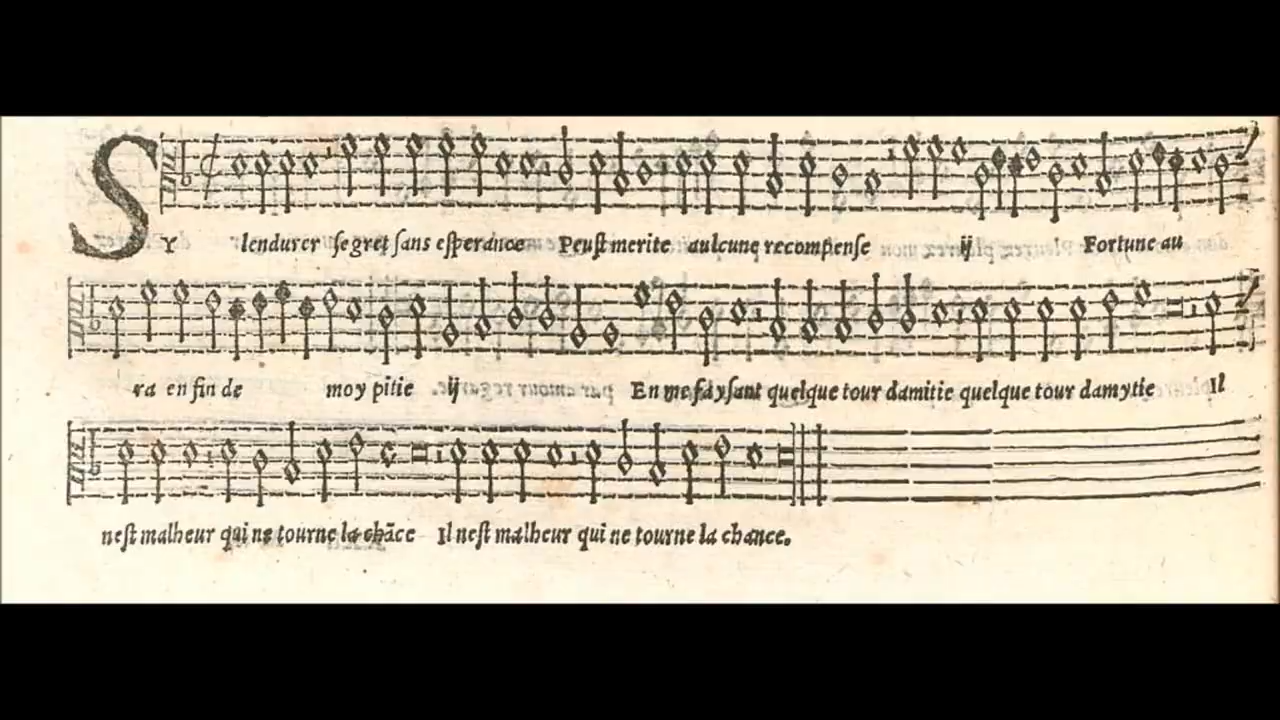 SY lendurer segret sans esperance Peust merite aulcune recompense ij Fortune au
ra en fin de moy pitie ij En me faysant quelque tour damitie quelque tour damytie Il
nest malheur qui ne tourne la chãce Il nest malheur qui ne tourne la chance.